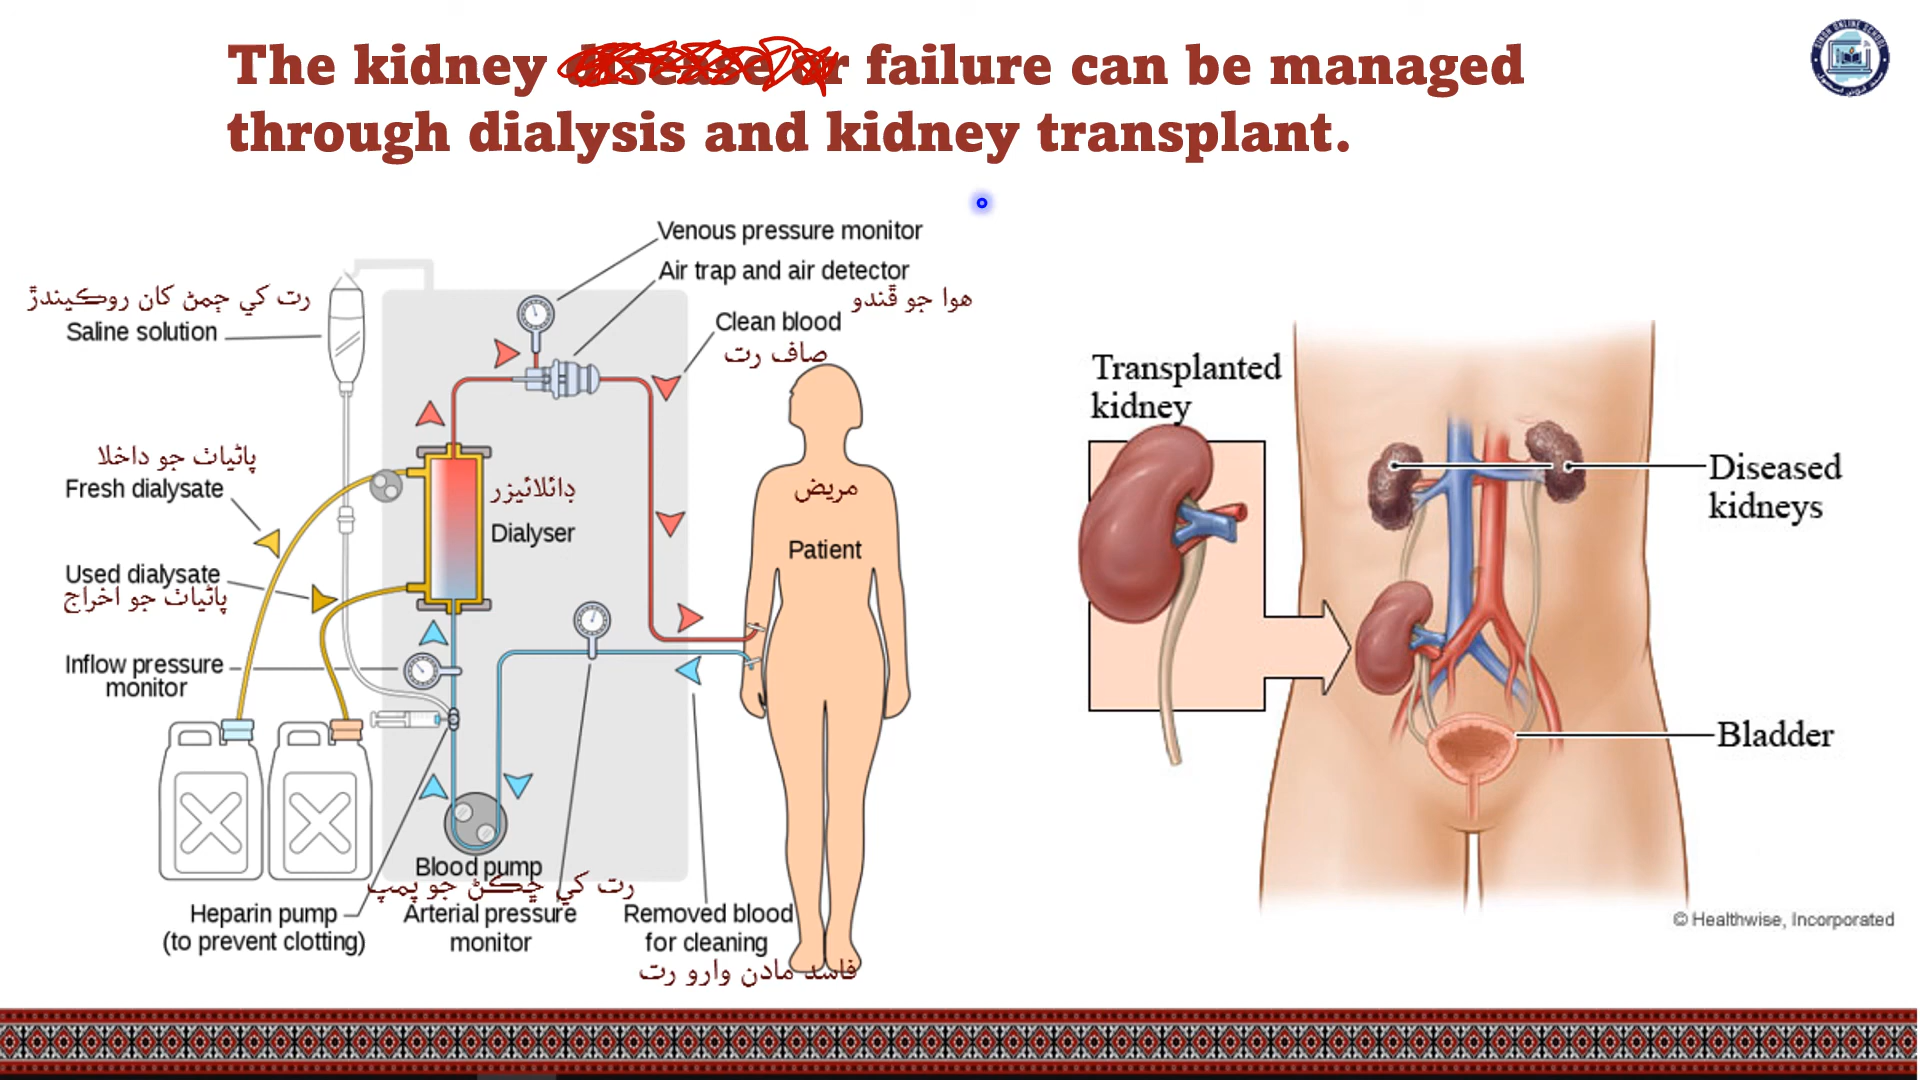 The kidney disease or failure can be managed
through dialysis and kidney transplant.
Venous pressure monitor
Air trap and air detector
هوا جو ڦندو
Clean blood
صاف رت
رت کي ڄمڻ کان روڪيندڙ
Saline solution
پاڻياٺ جو داخلا
Fresh dialysate
ڊائلائيزر
Dialyser
مريض
Patient
Used dialysate
پاڻياٺ جو اخراج
Inflow pressure
monitor
Blood pump
رت کي ڇڪڻ جو پمپ
Heparin pump
(to prevent clotting)
Arterial pressure
monitor
Removed blood
for cleaning
فاسد مادن وارو رت
Transplanted
kidney
Diseased
kidneys
Bladder
© Healthwise, Incorporated